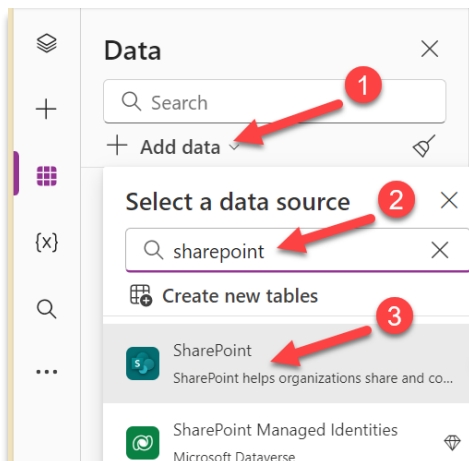 Data
1
Search
Add data
Select a data source
2
{x}
sharepoint
Create new tables
3
SharePoint
SharePoint helps organizations share and co...
SharePoint Managed Identities
Microsoft Dataverse